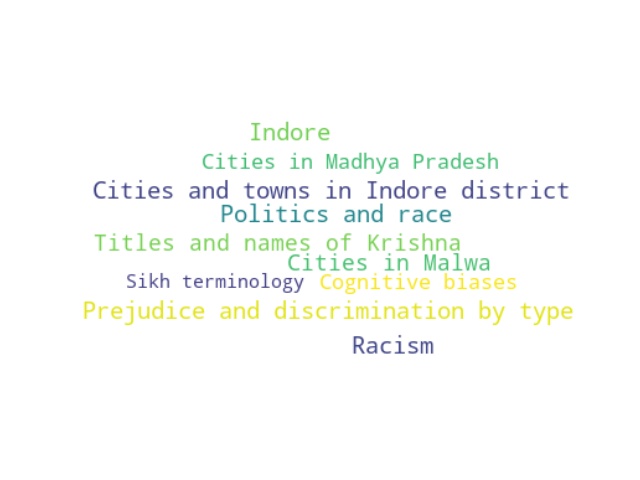 Indore
Cities in Madhya Pradesh
Cities and towns in Indore district
Politics and race
Titles and names of Krishna
Cities in Malwa
Sikh terminology Cognitive biases
Prejudice and discrimination by type
Racism